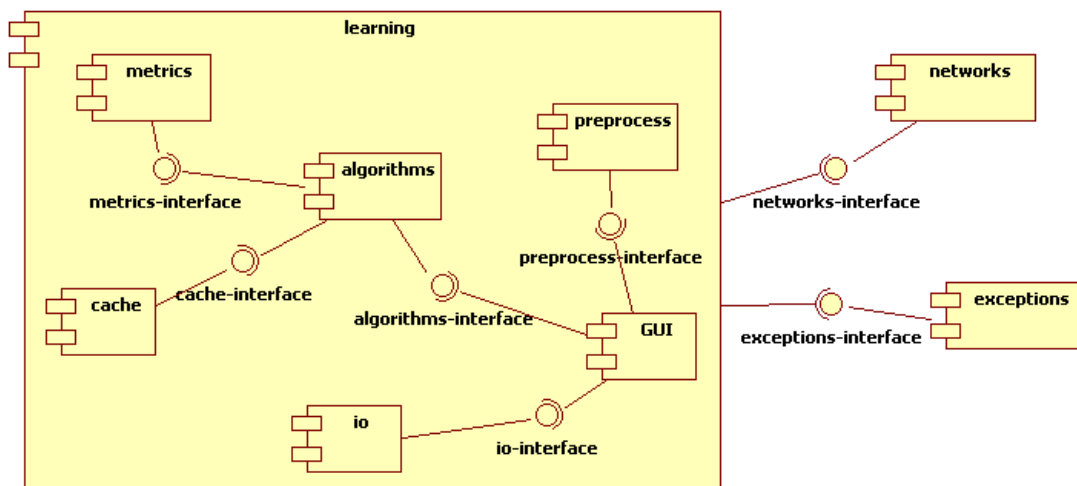 learning
metrics
networks
preprocess
algorithms
metrics-interface
networks-interface
preprocess-interface
cache
cache-interface
exceptions
algorithms-interface
GUI
exceptions-interface
io
io-interface